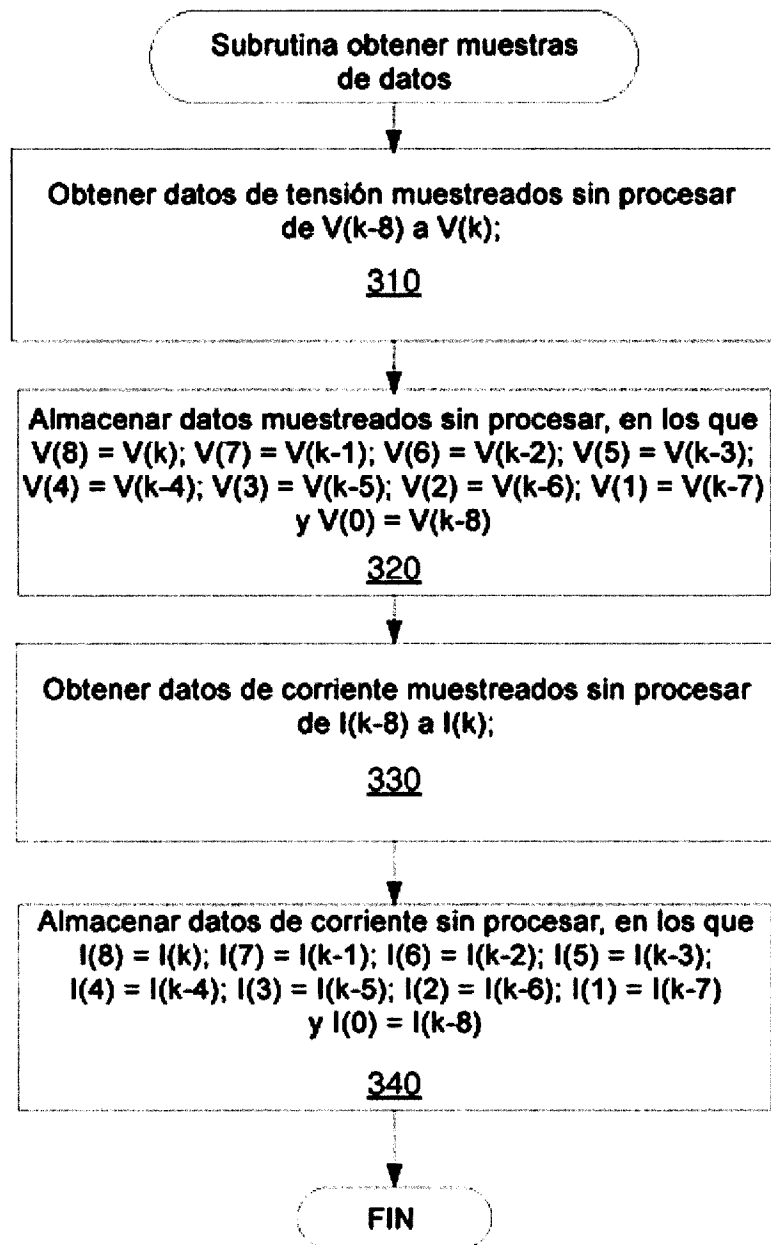 Subrutina obtener muestras
de datos
Obtener datos de tensión muestreados sin procesar
de V(k-8) a V(k);
310
Almacenar datos muestreados sin procesar, en los que
V(8) = V(k); V(7) = V(k-1); V(6) = V(k-2); V(5) = V(k-3);
V(4) = V(k-4); V(3) = V(k-5); V(2) = V(k-6); V(1) = V(k-7)
y V(0) = V(k-8)
320
Obtener datos de corriente muestreados sin procesar
de I(k-8) a I(k);
330
Almacenar datos de corriente sin procesar, en los que
I(8) = I(k); I(7) = I(k-1); I(6) = I(k-2); I(5) = I(k-3);
I(4) = I(k-4); I(3) = I(k-5); I(2) = I(k-6); I(1) = I(k-7)
y I(0) = I(k-8)
340
FIN